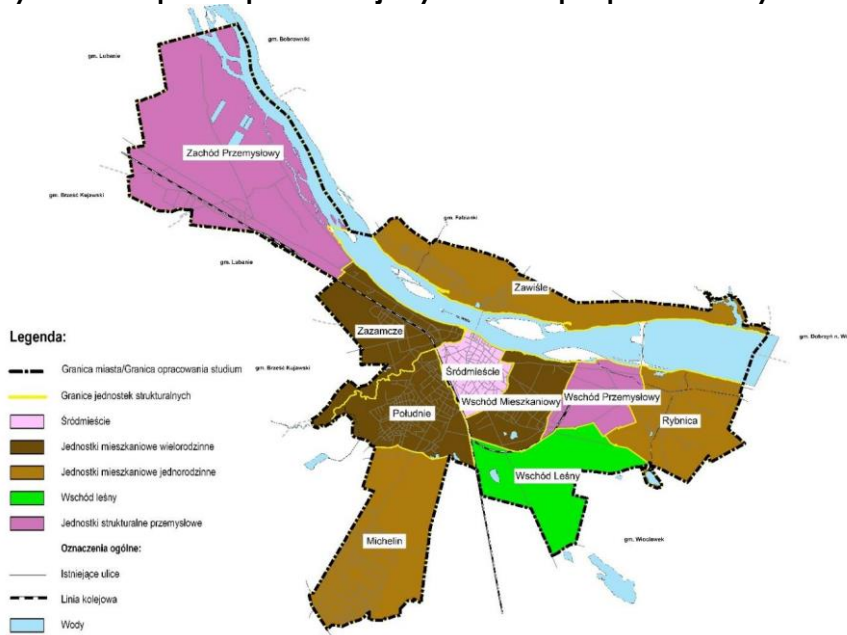 gm. Bobrowniki
gm. Lubanie
Zachód Przemysłowy
gm. Brześć Kujawski
gm. Fabianki
gm. Lubanie
Zawiśle
Zazamcze
gm. Dobrzyń n. W
gm. Brześć Kujawski
Śródmieście
Wschód Mieszkaniowy
Wschód Przemysłowy
Południe
Rybnica
Wschód Leśny
Michelin
gm. Włocławek
Legenda:
Granica miasta/Granica opracowania studium
Granice jednostek strukturalnych
Śródmieście
Jednostki mieszkaniowe wielorodzinne
Jednostki mieszkaniowe jednorodzinne
Wschód leśny
Jednostki strukturalne przemysłowe
Oznaczenia ogólne:
Istniejące ulice
Linia kolejowa
Wody